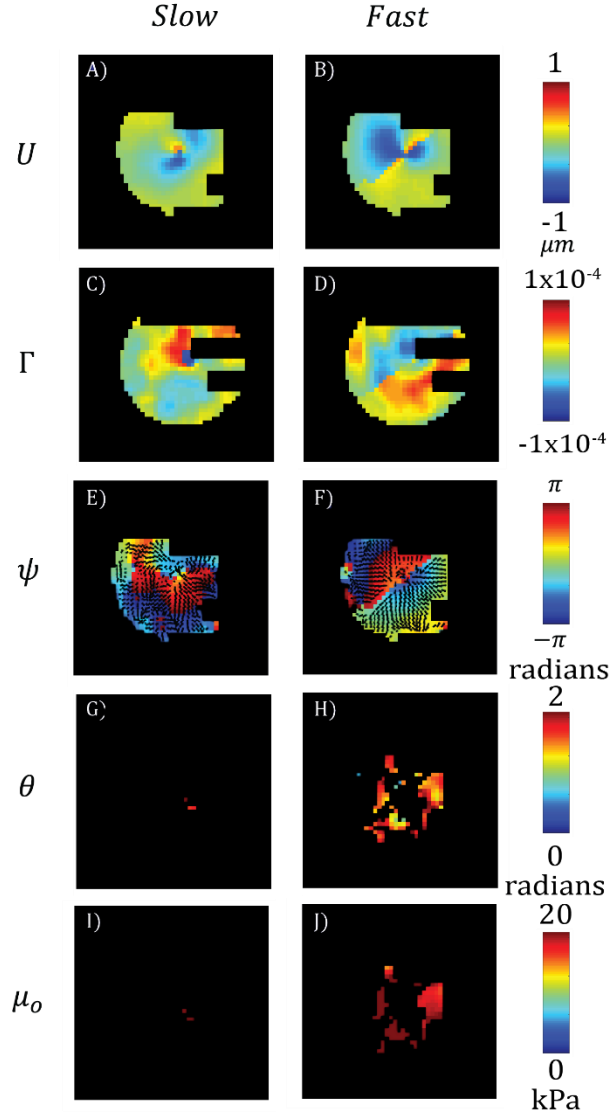 Slow Fast
A) B) 1
U
-1
μm
C) D) 1x10⁻⁴
Γ
-1x10⁻⁴
E) F) π
ψ
−π
radians
G) H) 2
θ
0
radians
I) J) 20
μₒ
0
kPa